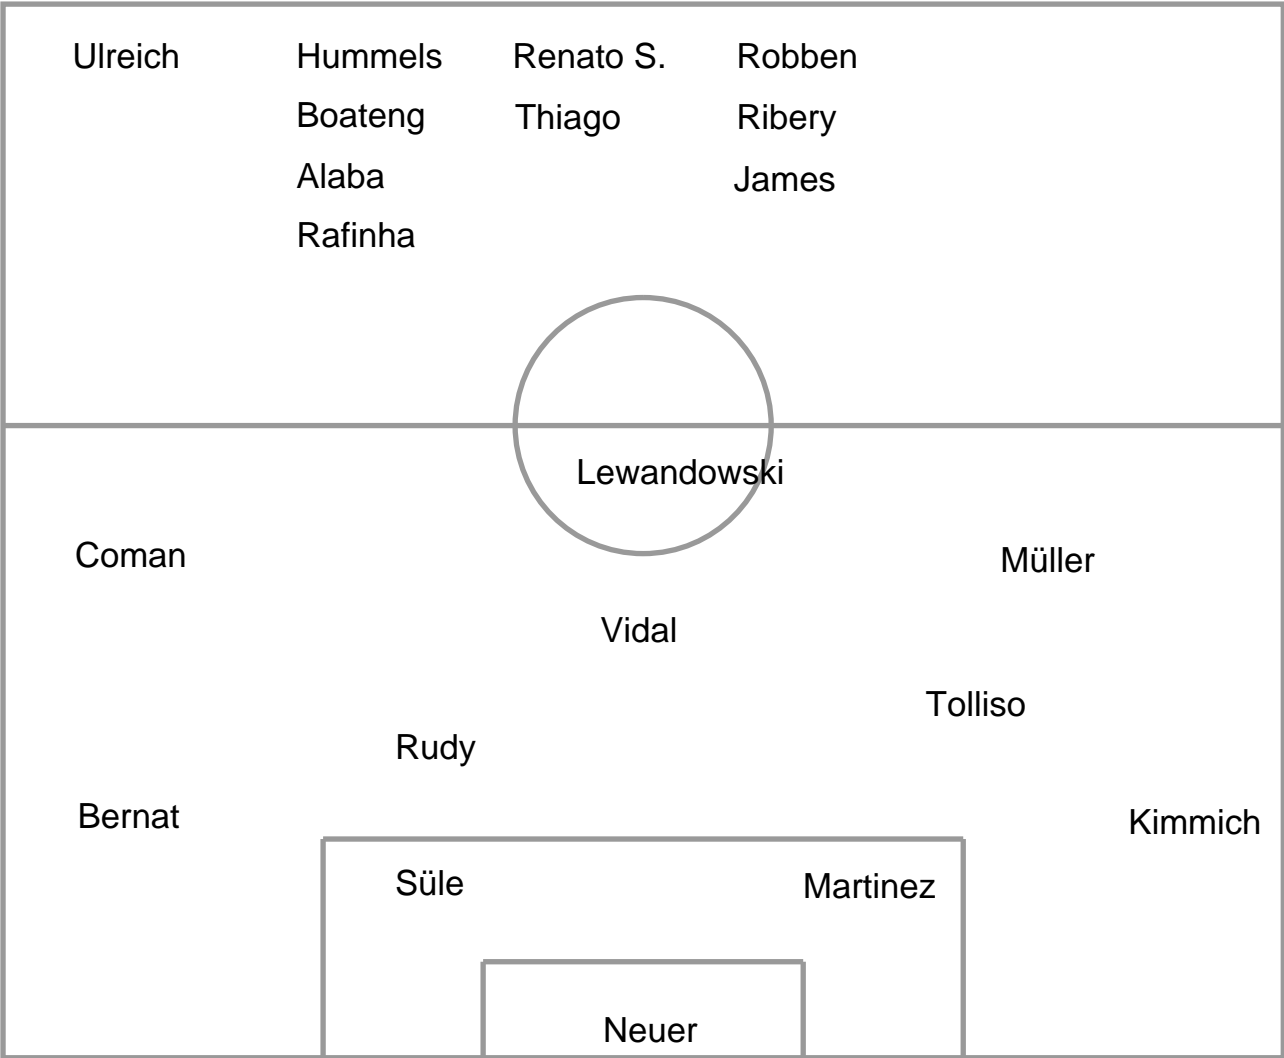 Ulreich Hummels Renato S. Robben
Boateng Thiago Ribery
Alaba James
Rafinha
Lewandowski
Coman Müller
Vidal
Tolliso
Rudy
Bernat Kimmich
Süle Martinez
Neuer